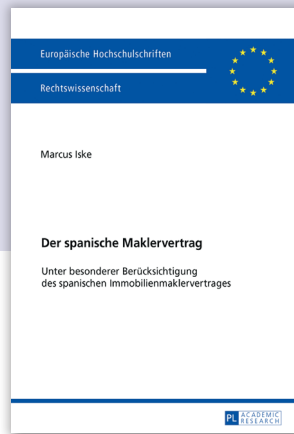 Europäische Hochschulschriften
Rechtswissenschaft
Marcus Iske
Der spanische Maklervertrag
Unter besonderer Berücksichtigung
des spanischen Immobilienmaklervertrages
PL ACADEMIC
RESEARCH